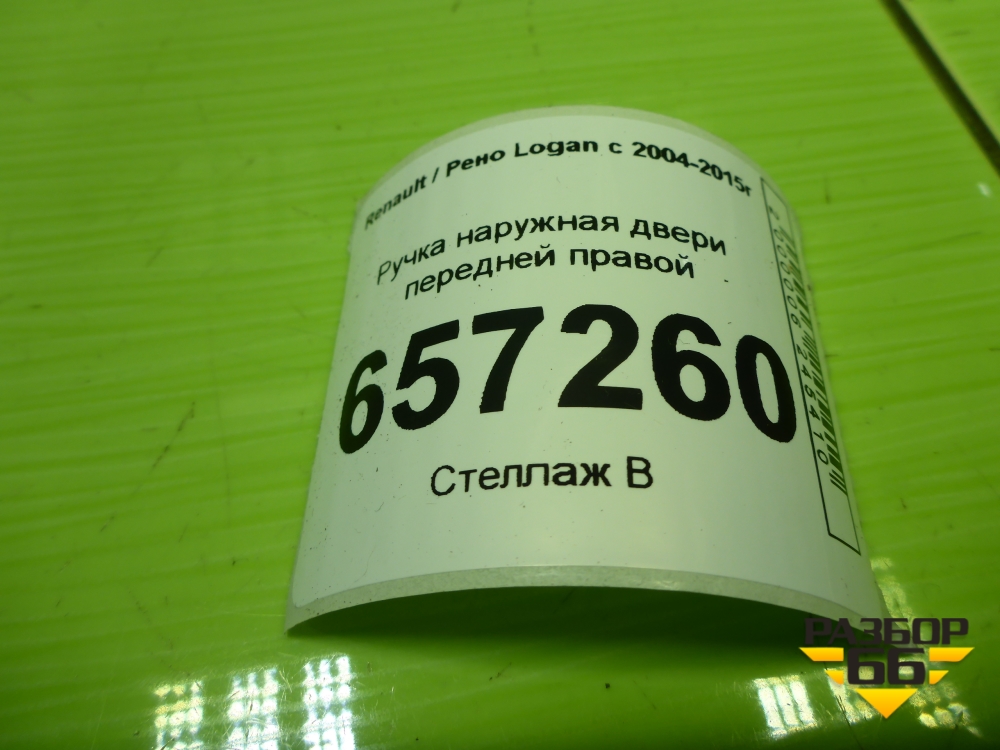 Renault / Рено Logan с 2004-2015г
Ручка наружная двери
передней правой
657260
Стеллаж В
РАЗБОР
66